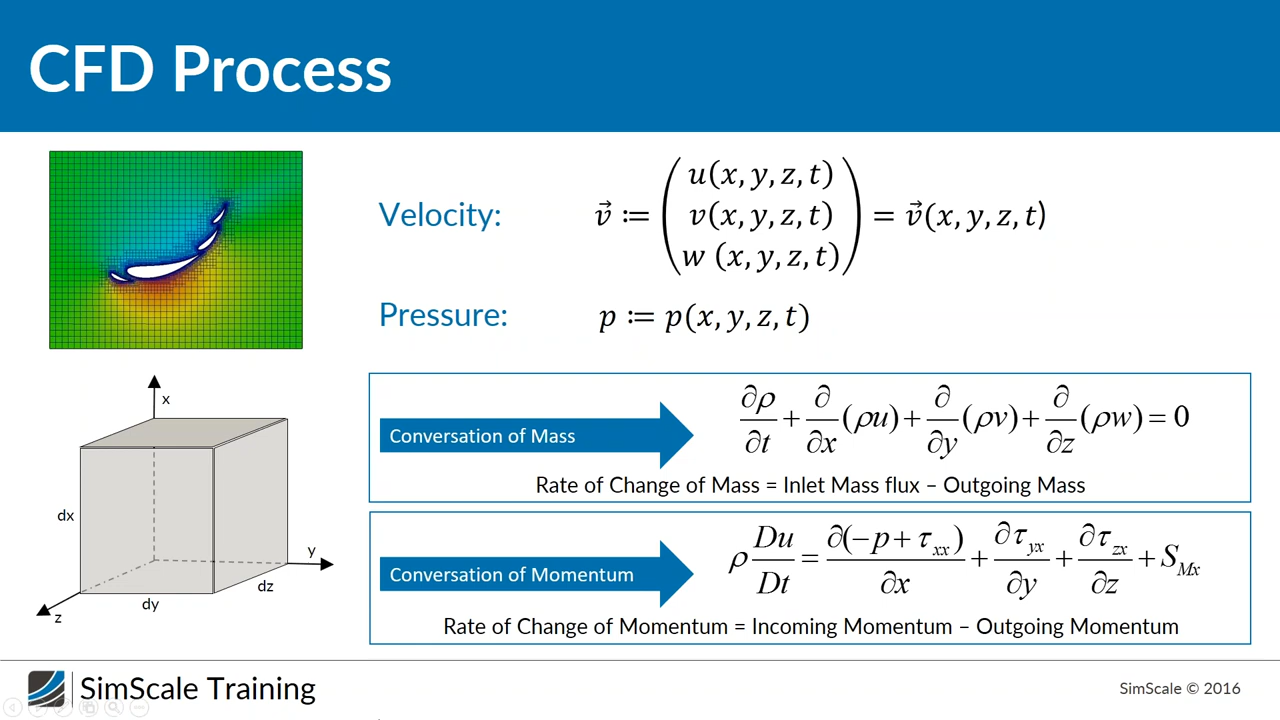 CFD Process
Velocity:
v⃗ ≔ ( u(x, y, z, t)
v(x, y, z, t)
w (x, y, z, t) ) = v⃗(x, y, z, t)
Pressure:
p ≔ p(x, y, z, t)
Conversation of Mass
∂ρ/∂t + ∂/∂x (ρu) + ∂/∂y (ρv) + ∂/∂z (ρw) = 0
Rate of Change of Mass = Inlet Mass flux – Outgoing Mass
Conversation of Momentum
ρ Du/Dt = ∂(−p + τxx)/∂x + ∂τyx/∂y + ∂τzx/∂z + SMx
Rate of Change of Momentum = Incoming Momentum – Outgoing Momentum
x
dx
y
dz
dy
z
SimScale Training
SimScale © 2016